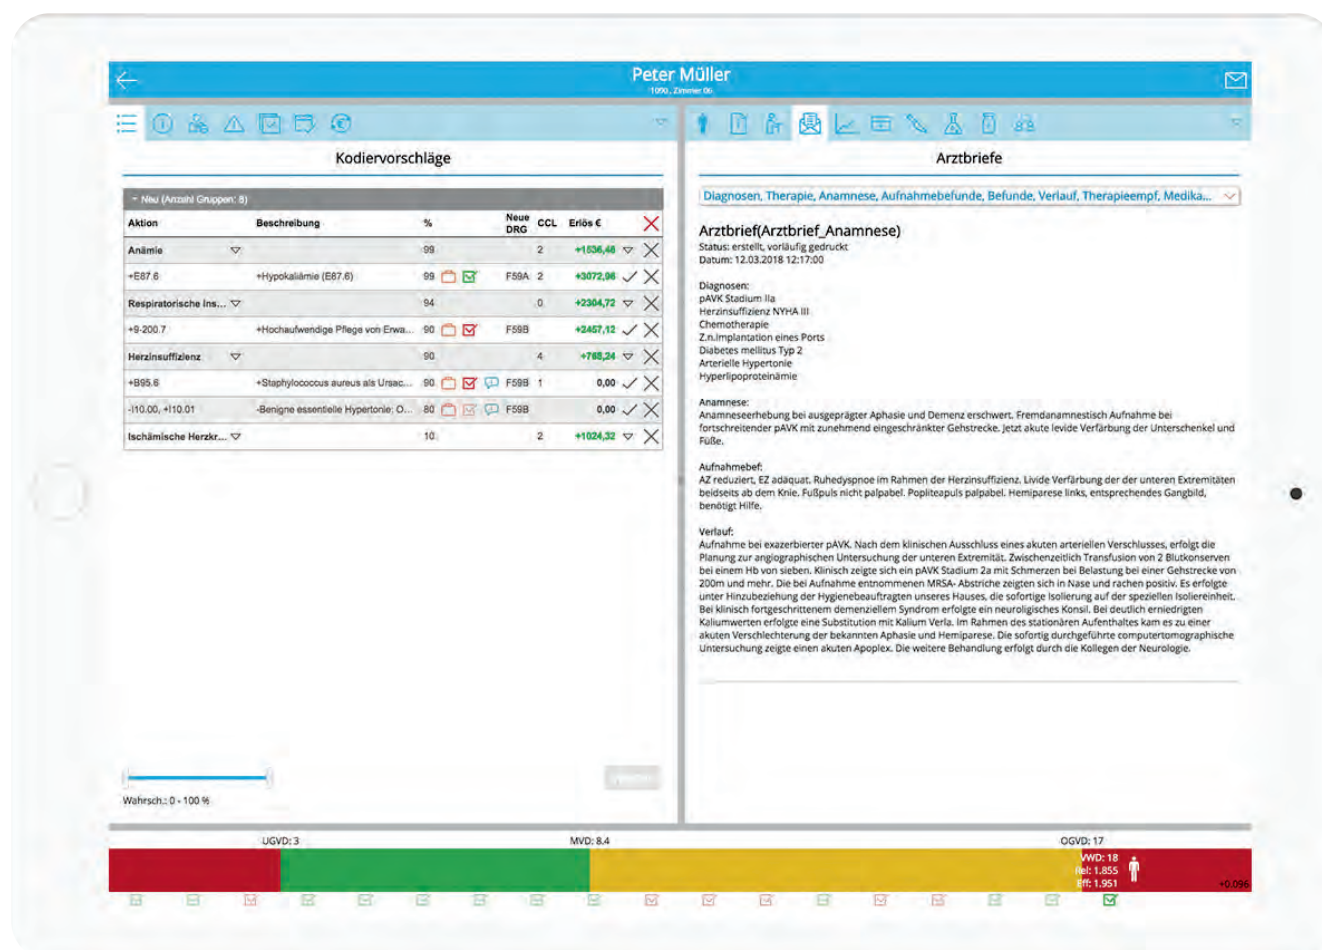 Peter Müller
1090, Zimmer 06
Kodiervorschläge
Neu (Anzahl Gruppen: 8)
Aktion Beschreibung % Neue DRG CCL Erlös €
Anämie 99 2 +1536,48
+E87.6 +Hypokaliämie (E87.6) 99 F59A 2 +3072,96
Respiratorische Ins... 94 0 +2304,72
+9-200.7 +Hochaufwendige Pflege von Erwa... 90 F59B +2457,12
Herzinsuffizienz 90 4 +768,24
+B95.6 +Staphylococcus aureus als Ursac... 90 F59B 1 0,00
-I10.00, +I10.01 -Benigne essentielle Hypertonie: O... 80 F59B 0,00
Ischämische Herzkr... 10 2 +1024,32
Wahrsch.: 0 - 100 %
Arztbriefe
Diagnosen, Therapie, Anamnese, Aufnahmebefunde, Befunde, Verlauf, Therapieempf, Medika...
Arztbrief(Arztbrief_Anamnese)
Status: erstellt, vorläufig gedruckt
Datum: 12.03.2018 12:17:00
Diagnosen:
pAVK Stadium IIa
Herzinsuffizienz NYHA III
Chemotherapie
Z.n.Implantation eines Ports
Diabetes mellitus Typ 2
Arterielle Hypertonie
Hyperlipoproteinämie
Anamnese:
Anamneseerhebung bei ausgeprägter Aphasie und Demenz erschwert. Fremdanamnestisch Aufnahme bei
fortschreitender pAVK mit zunehmend eingeschränkter Gehstrecke. Jetzt akute levide Verfärbung der Unterschenkel und
Füße.
Aufnahmebef:
AZ reduziert, EZ adäquat. Ruhedyspnoe im Rahmen der Herzinsuffizienz. Livide Verfärbung der der unteren Extremitäten
beidseits ab dem Knie. Fußpuls nicht palpabel. Popliteapuls palpabel. Hemiparese links, entsprechendes Gangbild,
benötigt Hilfe.
Verlauf:
Aufnahme bei exazerbierter pAVK. Nach dem klinischen Ausschluss eines akuten arteriellen Verschlusses, erfolgt die
Planung zur angiographischen Untersuchung der unteren Extremität. Zwischenzeitlich Transfusion von 2 Blutkonserven
bei einem Hb von sieben. Klinisch zeigte sich ein pAVK Stadium 2a mit Schmerzen bei Belastung bei einer Gehstrecke von
200m und mehr. Die bei Aufnahme entnommenen MRSA- Abstriche zeigten sich in Nase und rachen positiv. Es erfolgte
unter Hinzubeziehung der Hygienebeauftragten unseres Hauses, die sofortige Isolierung auf der speziellen Isoliereinheit.
Bei klinisch fortgeschrittenem demenziellem Syndrom erfolgte ein neuroligisches Konsil. Bei deutlich erniedrigten
Kaliumwerten erfolgte eine Substitution mit Kalium Verla. Im Rahmen des stationären Aufenthaltes kam es zu einer
akuten Verschlechterung der bekannten Aphasie und Hemiparese. Die sofortig durchgeführte computertomographische
Untersuchung zeigte einen akuten Apoplex. Die weitere Behandlung erfolgt durch die Kollegen der Neurologie.
UGVD: 3 MVD: 8.4 OGVD: 17
VWD: 18
Rel: 1.855
Eff: 1.951
+0.096